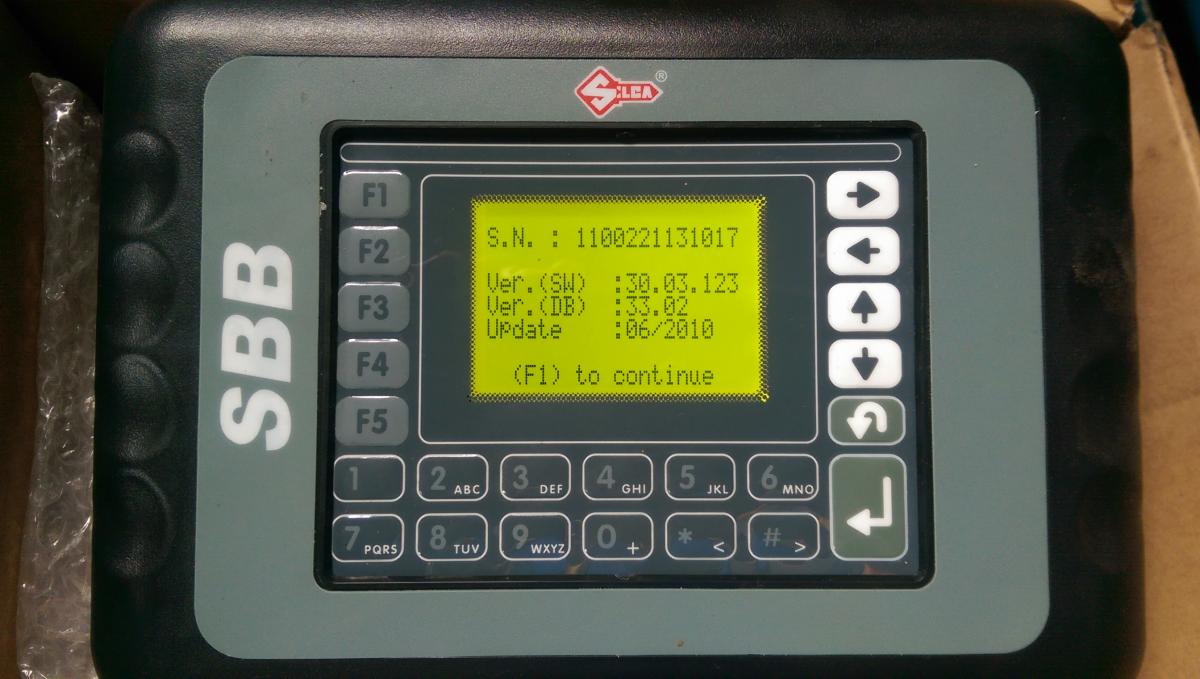 SILCA®
SBB
F1
F2
F3
F4
F5
S.N. : 1100221131017
Ver.(SW) :30.03.123
Ver.(DB) :33.02
Update :06/2010
(F1) to continue
1 2 ABC 3 DEF 4 GHI 5 JKL 6 MNO
7 PQRS 8 TUV 9 WXYZ 0 + * < # >